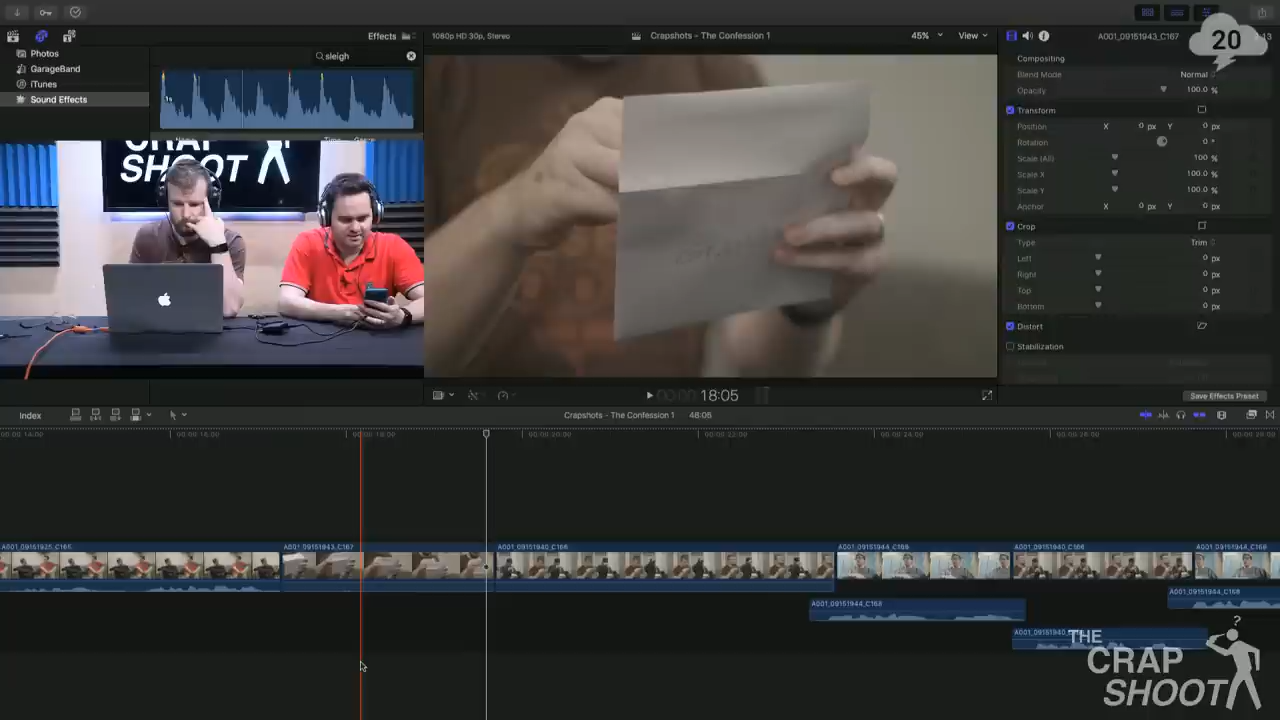 Effects
1080p HD 30p, Stereo
Crapshots - The Confession 1
45%
View
A001_09151943_C167
20
Photos
GarageBand
iTunes
Sound Effects
sleigh
1s
CRAP
SHOOT
Compositing
Blend Mode
Normal
Opacity
100.0 %
Transform
Position
X 0 px Y 0 px
Rotation
0 °
Scale (All)
100 %
Scale X
100.0 %
Scale Y
100.0 %
Anchor
X 0 px Y 0 px
Crop
Type
Trim
Left
0 px
Right
0 px
Top
0 px
Bottom
0 px
Distort
Stabilization
18:05
Save Effects Preset
Index
Crapshots - The Confession 1
48:05
A001_09151943_C167
A001_09151940_C166
A001_09151944_C168
A001_09151940_C166
A001_09151944_C168
A001_09151944_C168
A001_09151944_C168
?
THE
CRAP
SHOOT